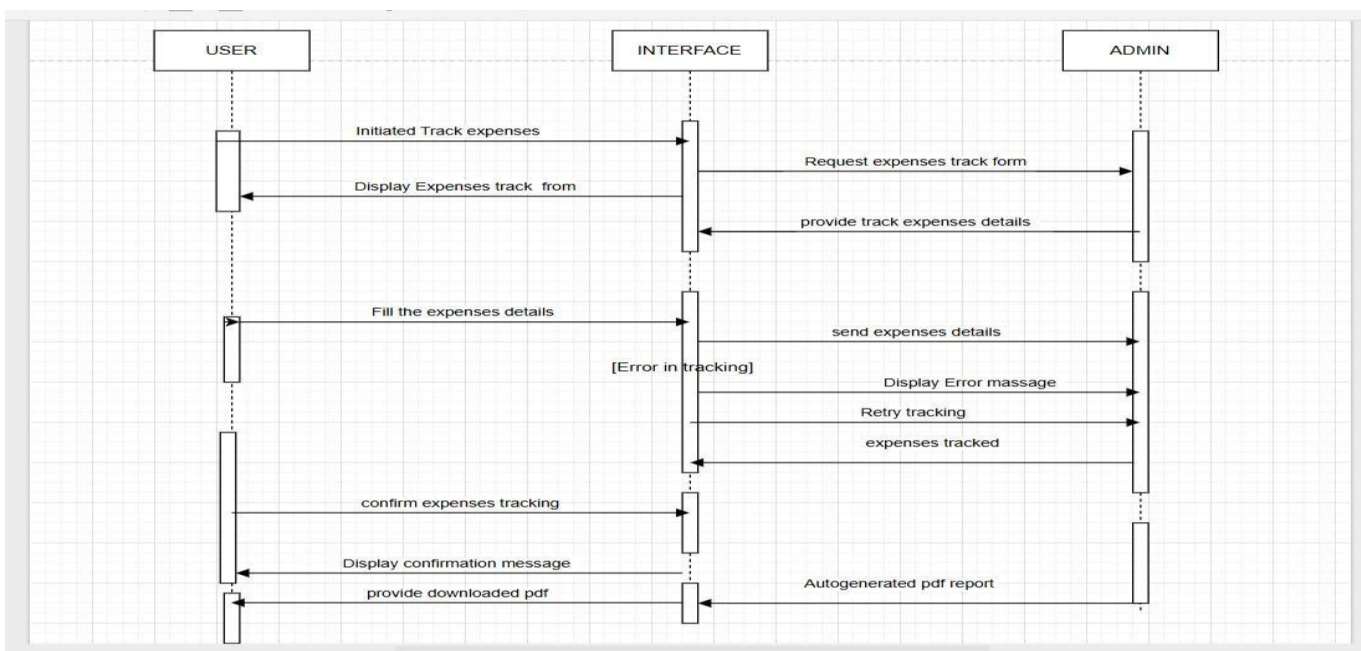 USER
INTERFACE
ADMIN
Initiated Track expenses
Request expenses track form
Display Expenses track from
provide track expenses details
Fill the expenses details
send expenses details
[Error in tracking]
Display Error massage
Retry tracking
expenses tracked
confirm expenses tracking
Display confirmation message
Autogenerated pdf report
provide downloaded pdf